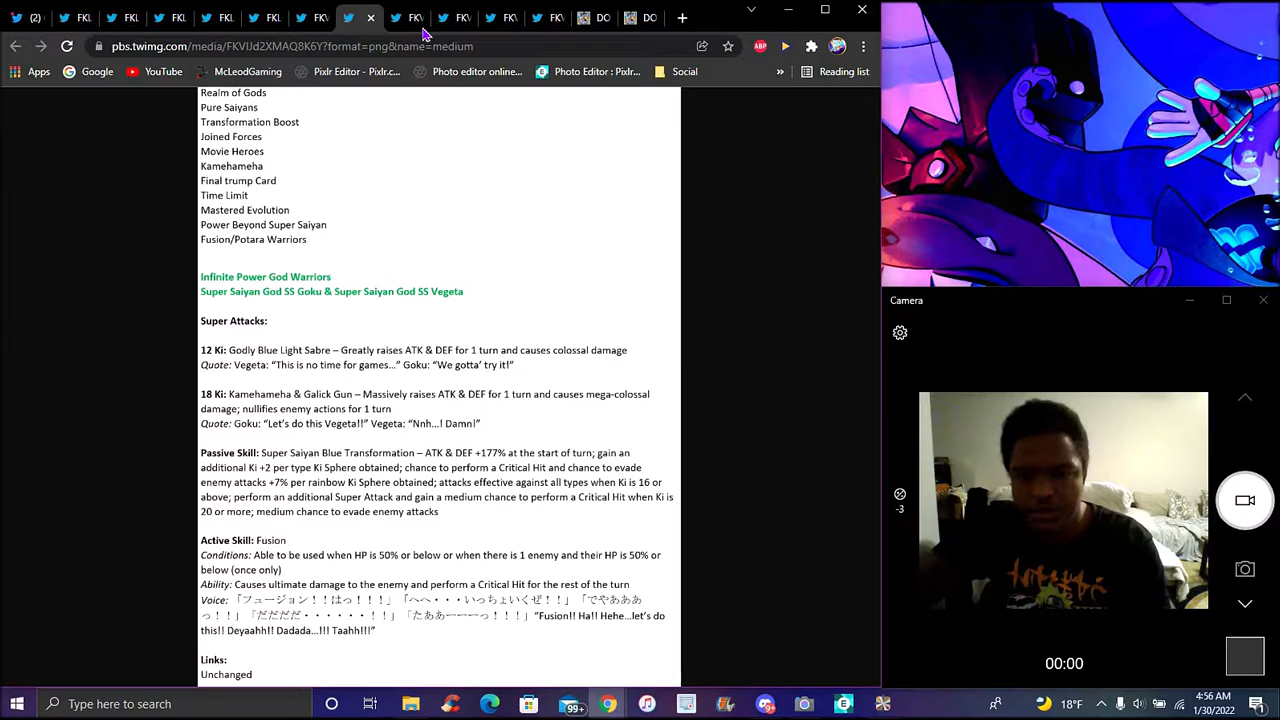 FKV
FKL
FKL
FKV
FKV
FKV
FKV
FKV
FKV
DO
DO
pbs.twimg.com/media/FKVIJd2XMAQ8K6Y?format=png&name=medium
ABP
Apps
Google
YouTube
McLeodGaming
Pixlr Editor - Pixlr.c...
Photo editor online...
Photo Editor : Pixlr...
Social
»
Reading list
Realm of Gods
Pure Saiyans
Transformation Boost
Joined Forces
Movie Heroes
Kamehameha
Final trump Card
Time Limit
Mastered Evolution
Power Beyond Super Saiyan
Fusion/Potara Warriors
Infinite Power God Warriors
Super Saiyan God SS Goku & Super Saiyan God SS Vegeta
Super Attacks:
12 Ki: Godly Blue Light Sabre – Greatly raises ATK & DEF for 1 turn and causes colossal damage
Quote: Vegeta: “This is no time for games…” Goku: “We gotta’ try it!”
18 Ki: Kamehameha & Galick Gun – Massively raises ATK & DEF for 1 turn and causes mega-colossal
damage; nullifies enemy actions for 1 turn
Quote: Goku: “Let’s do this Vegeta!!” Vegeta: “Nnh…! Damn!”
Passive Skill: Super Saiyan Blue Transformation – ATK & DEF +177% at the start of turn; gain an
additional Ki +2 per type Ki Sphere obtained; chance to perform a Critical Hit and chance to evade
enemy attacks +7% per rainbow Ki Sphere obtained; attacks effective against all types when Ki is 16 or
above; perform an additional Super Attack and gain a medium chance to perform a Critical Hit when Ki is
20 or more; medium chance to evade enemy attacks
Active Skill: Fusion
Conditions: Able to be used when HP is 50% or below or when there is 1 enemy and their HP is 50% or
below (once only)
Ability: Causes ultimate damage to the enemy and perform a Critical Hit for the rest of the turn
Voice: 「フュージョン！！はっ！！！」「へへ・・・いっちょいくぜ！！」「でやあああ
っ！！」「だだだだ・・・・・・！！」「たああーーーっ！！！」“Fusion!! Ha!! Hehe…let’s do
this!! Deyaahh!! Dadada…!!! Taahh!!!”
Links:
Unchanged
Camera
-3
00:00
Type here to search
99+
18°F
4:56 AM
1/30/2022